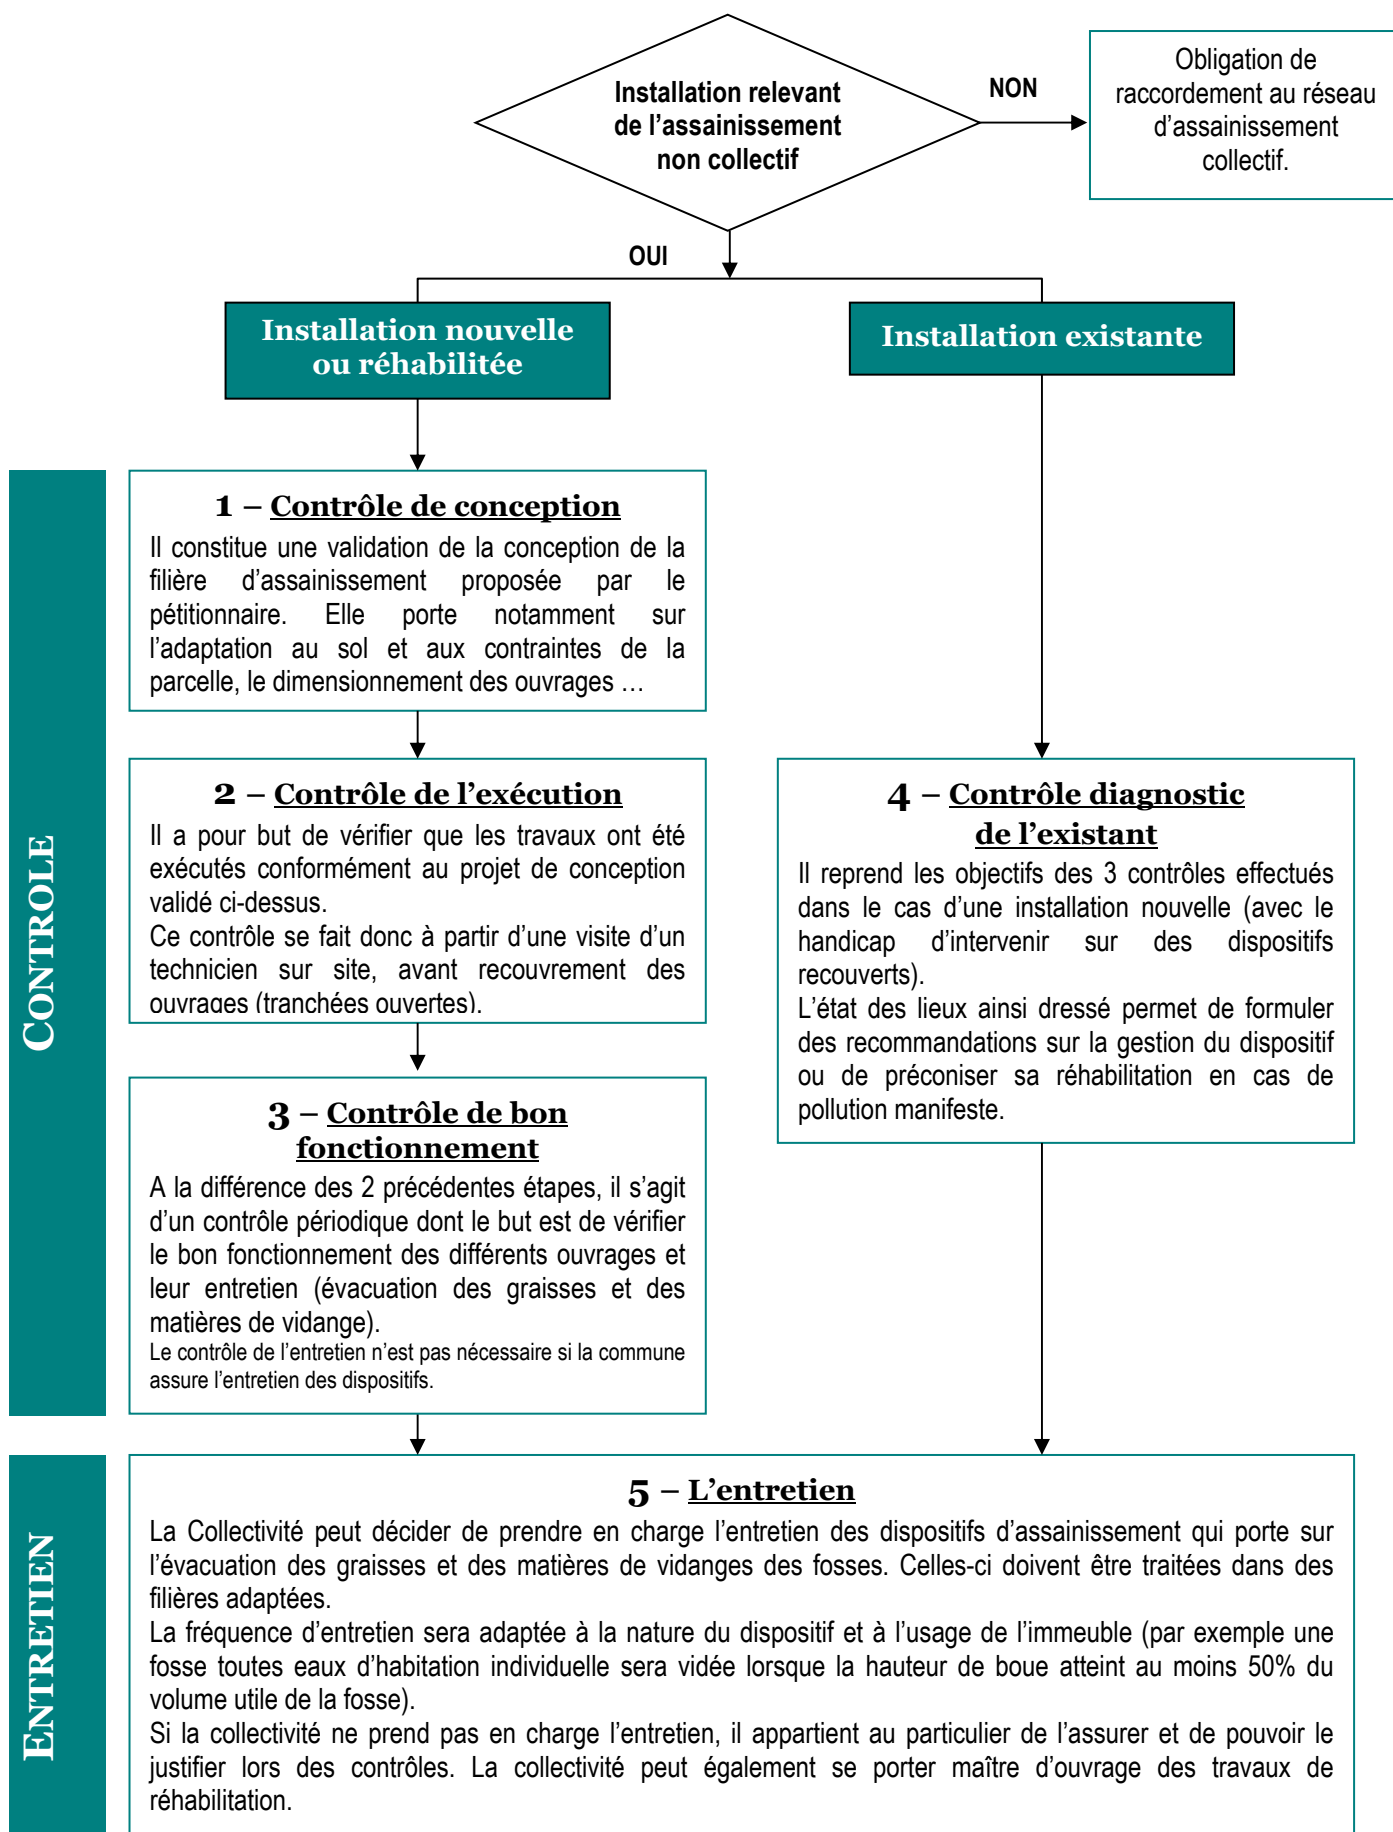 Installation relevant
de l’assainissement
non collectif
NON
Obligation de
raccordement au réseau
d’assainissement
collectif.
OUI
Installation nouvelle
ou réhabilitée
Installation existante
CONTROLE
1 – Contrôle de conception
Il constitue une validation de la conception de la
filière d’assainissement proposée par le
pétitionnaire. Elle porte notamment sur
l’adaptation au sol et aux contraintes de la
parcelle, le dimensionnement des ouvrages …
2 – Contrôle de l’exécution
Il a pour but de vérifier que les travaux ont été
exécutés conformément au projet de conception
validé ci-dessus.
Ce contrôle se fait donc à partir d’une visite d’un
technicien sur site, avant recouvrement des
ouvrages (tranchées ouvertes).
3 – Contrôle de bon
fonctionnement
A la différence des 2 précédentes étapes, il s’agit
d’un contrôle périodique dont le but est de vérifier
le bon fonctionnement des différents ouvrages et
leur entretien (évacuation des graisses et des
matières de vidange).
Le contrôle de l’entretien n’est pas nécessaire si la commune
assure l’entretien des dispositifs.
4 – Contrôle diagnostic
de l’existant
Il reprend les objectifs des 3 contrôles effectués
dans le cas d’une installation nouvelle (avec le
handicap d’intervenir sur des dispositifs
recouverts).
L’état des lieux ainsi dressé permet de formuler
des recommandations sur la gestion du dispositif
ou de préconiser sa réhabilitation en cas de
pollution manifeste.
ENTRETIEN
5 – L’entretien
La Collectivité peut décider de prendre en charge l’entretien des dispositifs d’assainissement qui porte sur
l’évacuation des graisses et des matières de vidanges des fosses. Celles-ci doivent être traitées dans des
filières adaptées.
La fréquence d’entretien sera adaptée à la nature du dispositif et à l’usage de l’immeuble (par exemple une
fosse toutes eaux d’habitation individuelle sera vidée lorsque la hauteur de boue atteint au moins 50% du
volume utile de la fosse).
Si la collectivité ne prend pas en charge l’entretien, il appartient au particulier de l’assurer et de pouvoir le
justifier lors des contrôles. La collectivité peut également se porter maître d’ouvrage des travaux de
réhabilitation.